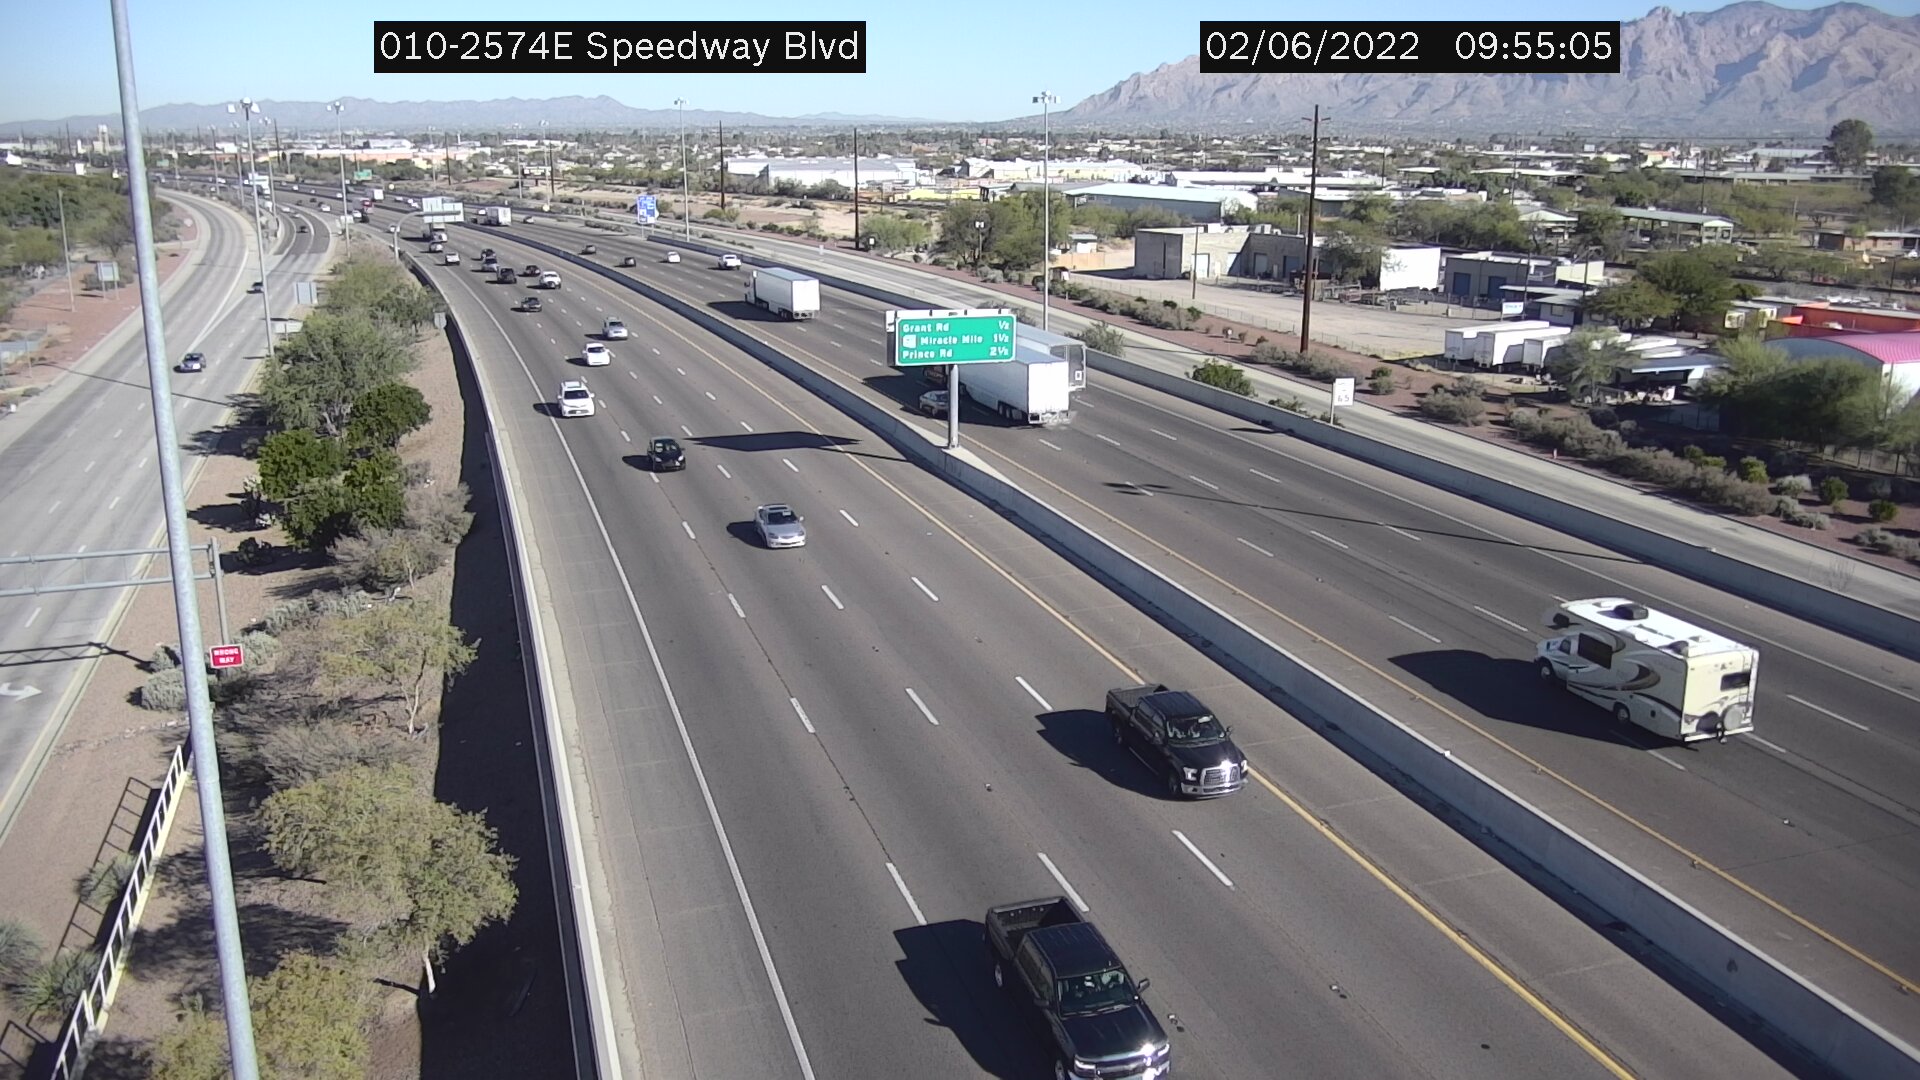 010-2574E Speedway Blvd
02/06/2022 09:55:05
Grant Rd ½
Miracle Mile 1½
Prince Rd 2½
65
WRONG
WAY